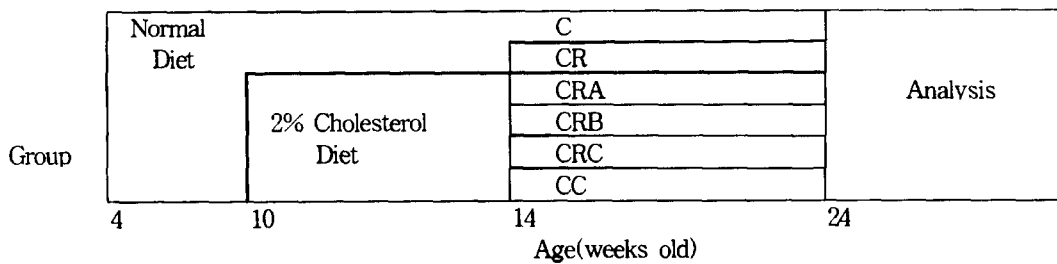 Normal
Diet
C
CR
CRA
CRB
CRC
CC
2% Cholesterol
Diet
Analysis
Group
4
10
14
24
Age(weeks old)